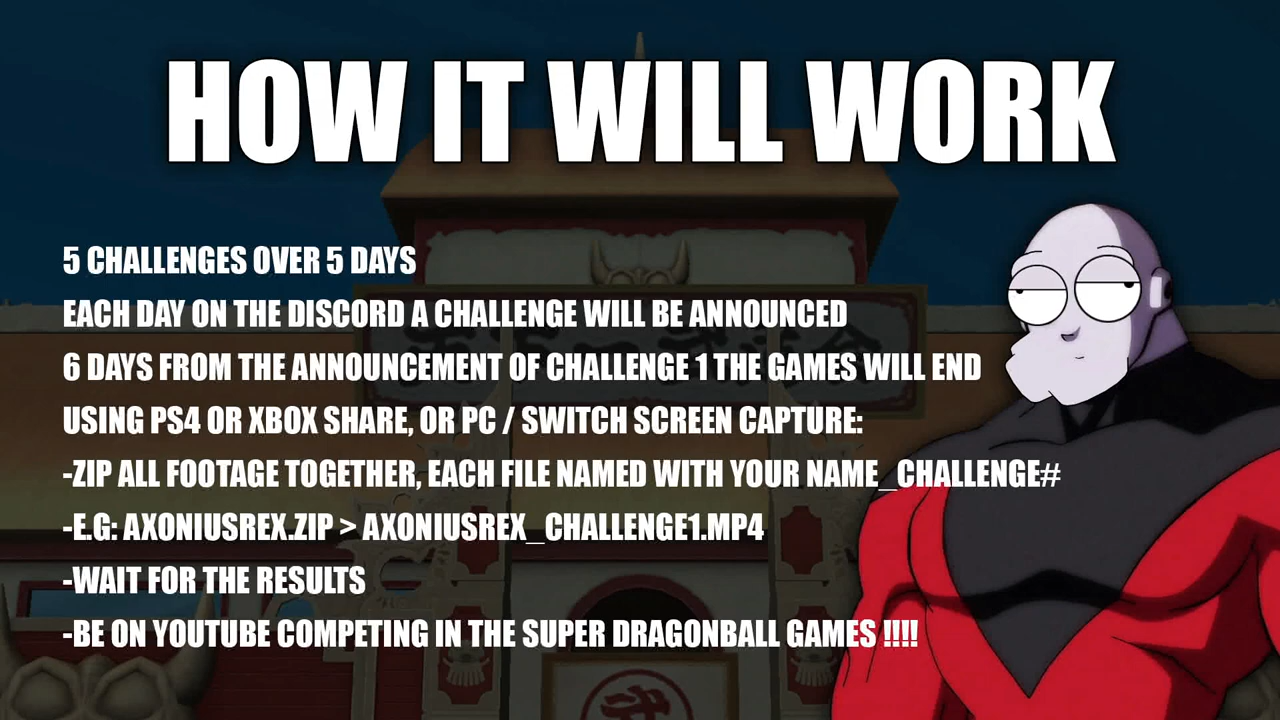 HOW IT WILL WORK
5 CHALLENGES OVER 5 DAYS
EACH DAY ON THE DISCORD A CHALLENGE WILL BE ANNOUNCED
6 DAYS FROM THE ANNOUNCEMENT OF CHALLENGE 1 THE GAMES WILL END
USING PS4 OR XBOX SHARE, OR PC / SWITCH SCREEN CAPTURE:
-ZIP ALL FOOTAGE TOGETHER, EACH FILE NAMED WITH YOUR NAME_CHALLENGE#
-E.G: AXONIUSREX.ZIP > AXONIUSREX_CHALLENGE1.MP4
-WAIT FOR THE RESULTS
-BE ON YOUTUBE COMPETING IN THE SUPER DRAGONBALL GAMES !!!!